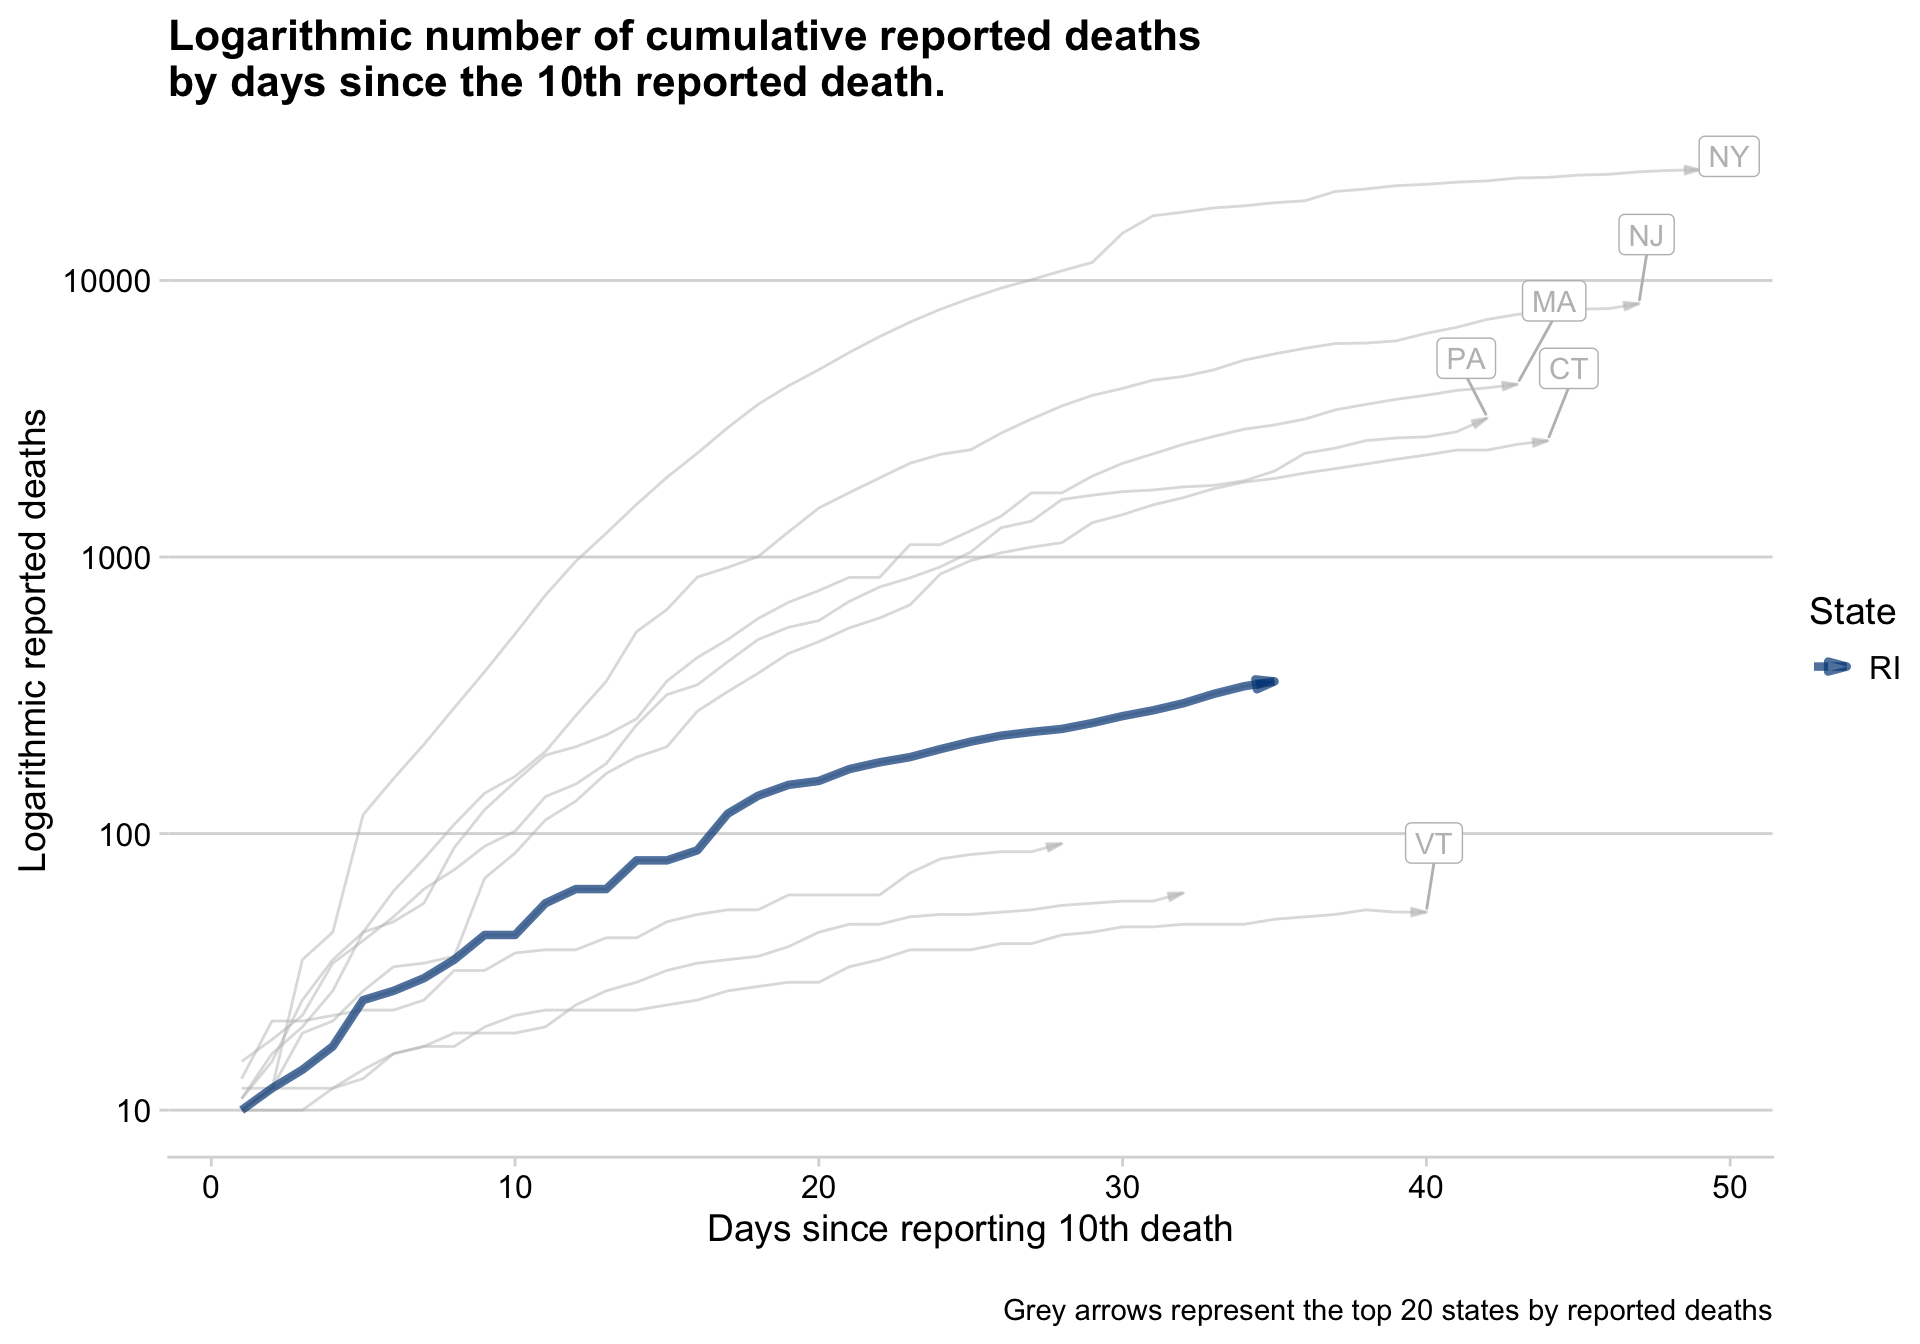 Logarithmic number of cumulative reported deaths
by days since the 10th reported death.
NY
NJ
MA
PA
CT
VT
10000
1000
100
10
Logarithmic reported deaths
0 10 20 30 40 50
Days since reporting 10th death
State
RI
Grey arrows represent the top 20 states by reported deaths